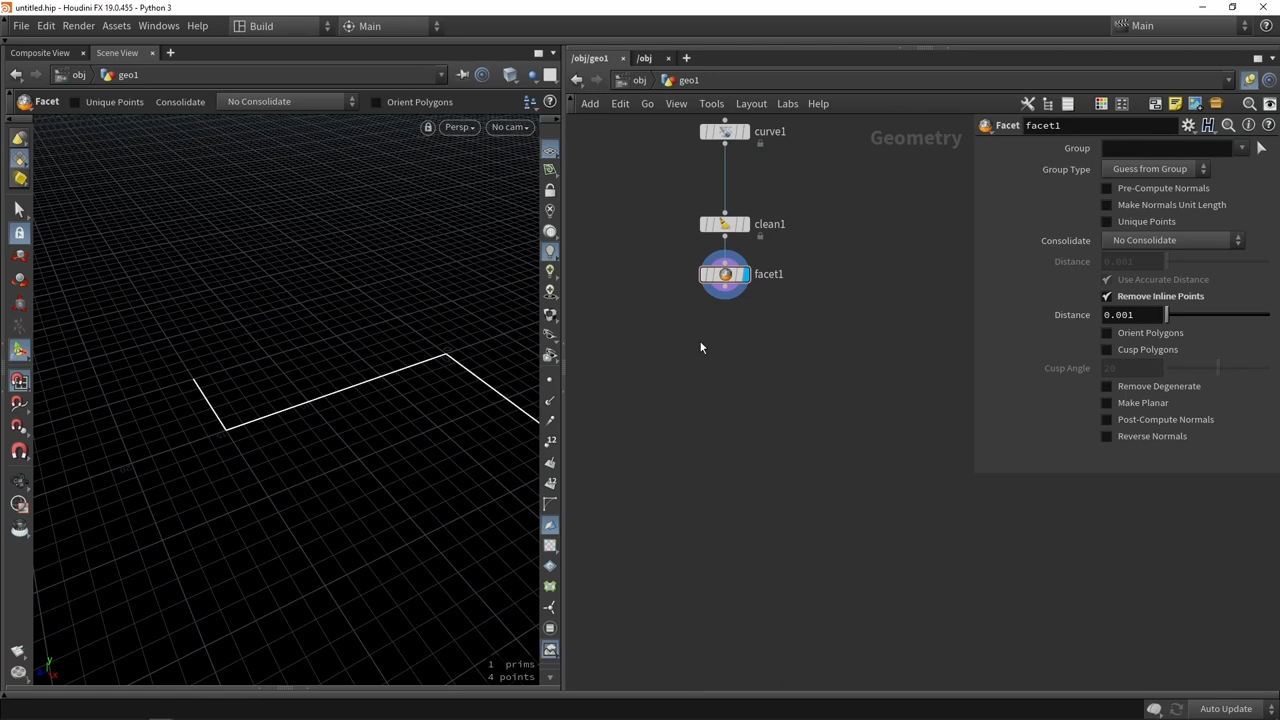 untitled.hip - Houdini FX 19.0.455 - Python 3
File Edit Render Assets Windows Help
Build
Main
Main
Composite View
Scene View
obj
geo1
Facet
Unique Points
Consolidate
No Consolidate
Orient Polygons
Persp
No cam
12
12
1 prims
4 points
/obj/geo1
/obj
obj
geo1
Add Edit Go View Tools Layout Labs Help
Geometry
curve1
clean1
facet1
Facet
facet1
Group
Group Type
Guess from Group
Pre-Compute Normals
Make Normals Unit Length
Unique Points
Consolidate
No Consolidate
Distance
0.001
Use Accurate Distance
Remove Inline Points
Distance
0.001
Orient Polygons
Cusp Polygons
Cusp Angle
20
Remove Degenerate
Make Planar
Post-Compute Normals
Reverse Normals
Auto Update